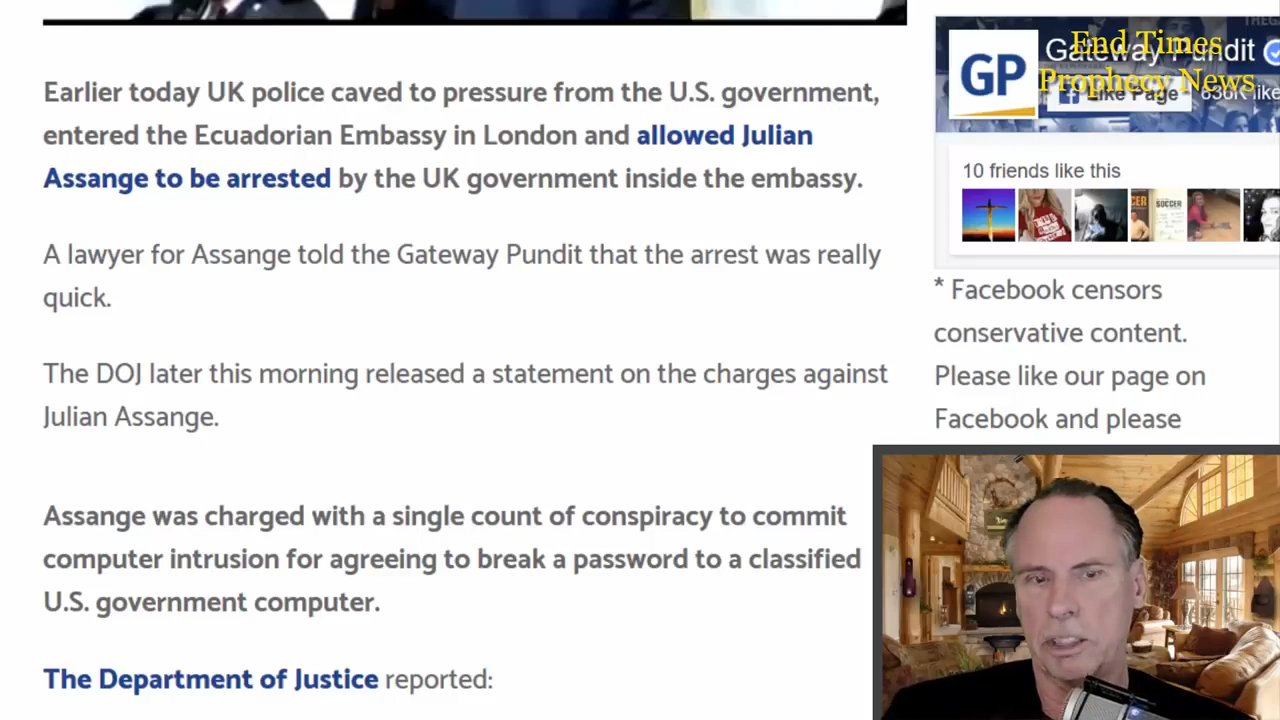 Earlier today UK police caved to pressure from the U.S. government,
entered the Ecuadorian Embassy in London and allowed Julian
Assange to be arrested by the UK government inside the embassy.
A lawyer for Assange told the Gateway Pundit that the arrest was really
quick.
The DOJ later this morning released a statement on the charges against
Julian Assange.
Assange was charged with a single count of conspiracy to commit
computer intrusion for agreeing to break a password to a classified
U.S. government computer.
The Department of Justice reported:
End Times
Prophecy News
GP
Gateway Pundit
Like Page
10 friends like this
SOCCER
* Facebook censors
conservative content.
Please like our page on
Facebook and please